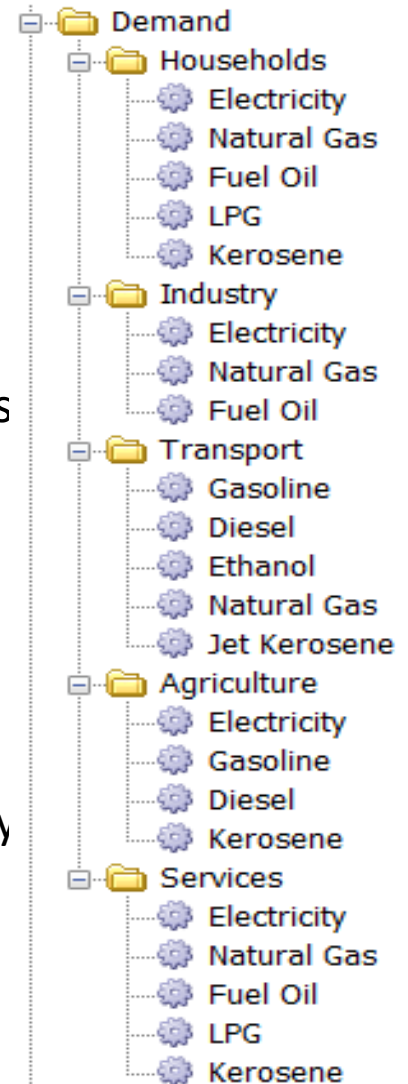 Demand
Households
Electricity
Natural Gas
Fuel Oil
LPG
Kerosene
Industry
Electricity
Natural Gas
s
Fuel Oil
Transport
Gasoline
Diesel
Ethanol
Natural Gas
Jet Kerosene
Agriculture
Electricity
Gasoline
Diesel
y
Kerosene
Services
Electricity
Natural Gas
Fuel Oil
LPG
Kerosene